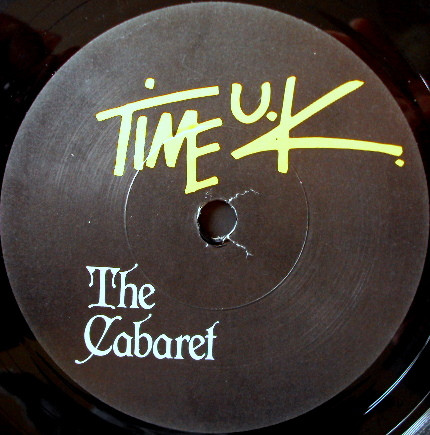 TIME U.K.
The
Cabaret